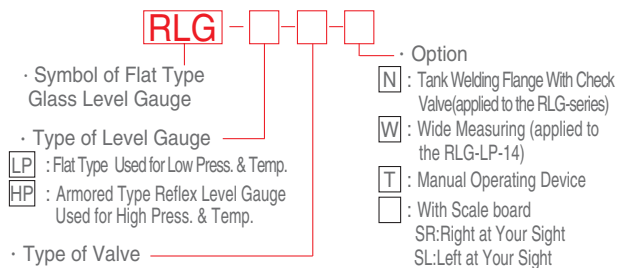 RLG - □ - □ - □
· Symbol of Flat Type
Glass Level Gauge
· Type of Level Gauge
LP : Flat Type Used for Low Press. & Temp.
HP : Armored Type Reflex Level Gauge
Used for High Press. & Temp.
· Type of Valve
· Option
N : Tank Welding Flange With Check
Valve(applied to the RLG-series)
W : Wide Measuring (applied to
the RLG-LP-14)
T : Manual Operating Device
□ : With Scale board
SR:Right at Your Sight
SL:Left at Your Sight